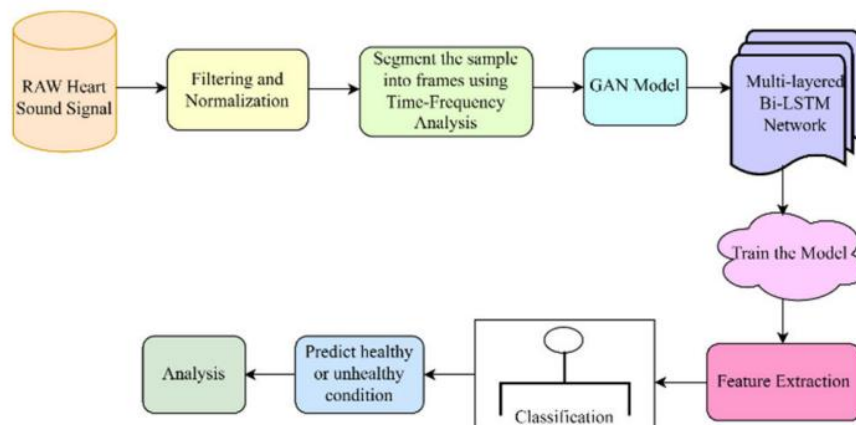 RAW Heart
Sound Signal
Filtering and
Normalization
Segment the sample
into frames using
Time-Frequency
Analysis
GAN Model
Multi-layered
Bi-LSTM
Network
Train the Model
Feature Extraction
Classification
Predict healthy
or unhealthy
condition
Analysis